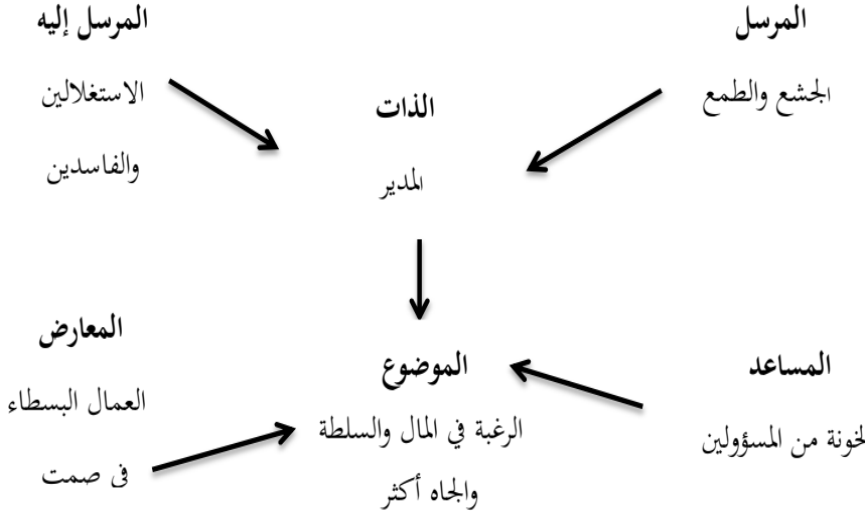 المرسل
الجشع والطمع
المرسل إليه
الاستغلالين
والفاسدين
الذات
المدير
المساعد
لخونة من المسؤولين
الموضوع
الرغبة في المال والسلطة
والجاه أكثر
المعارض
العمال البسطاء
في صمت